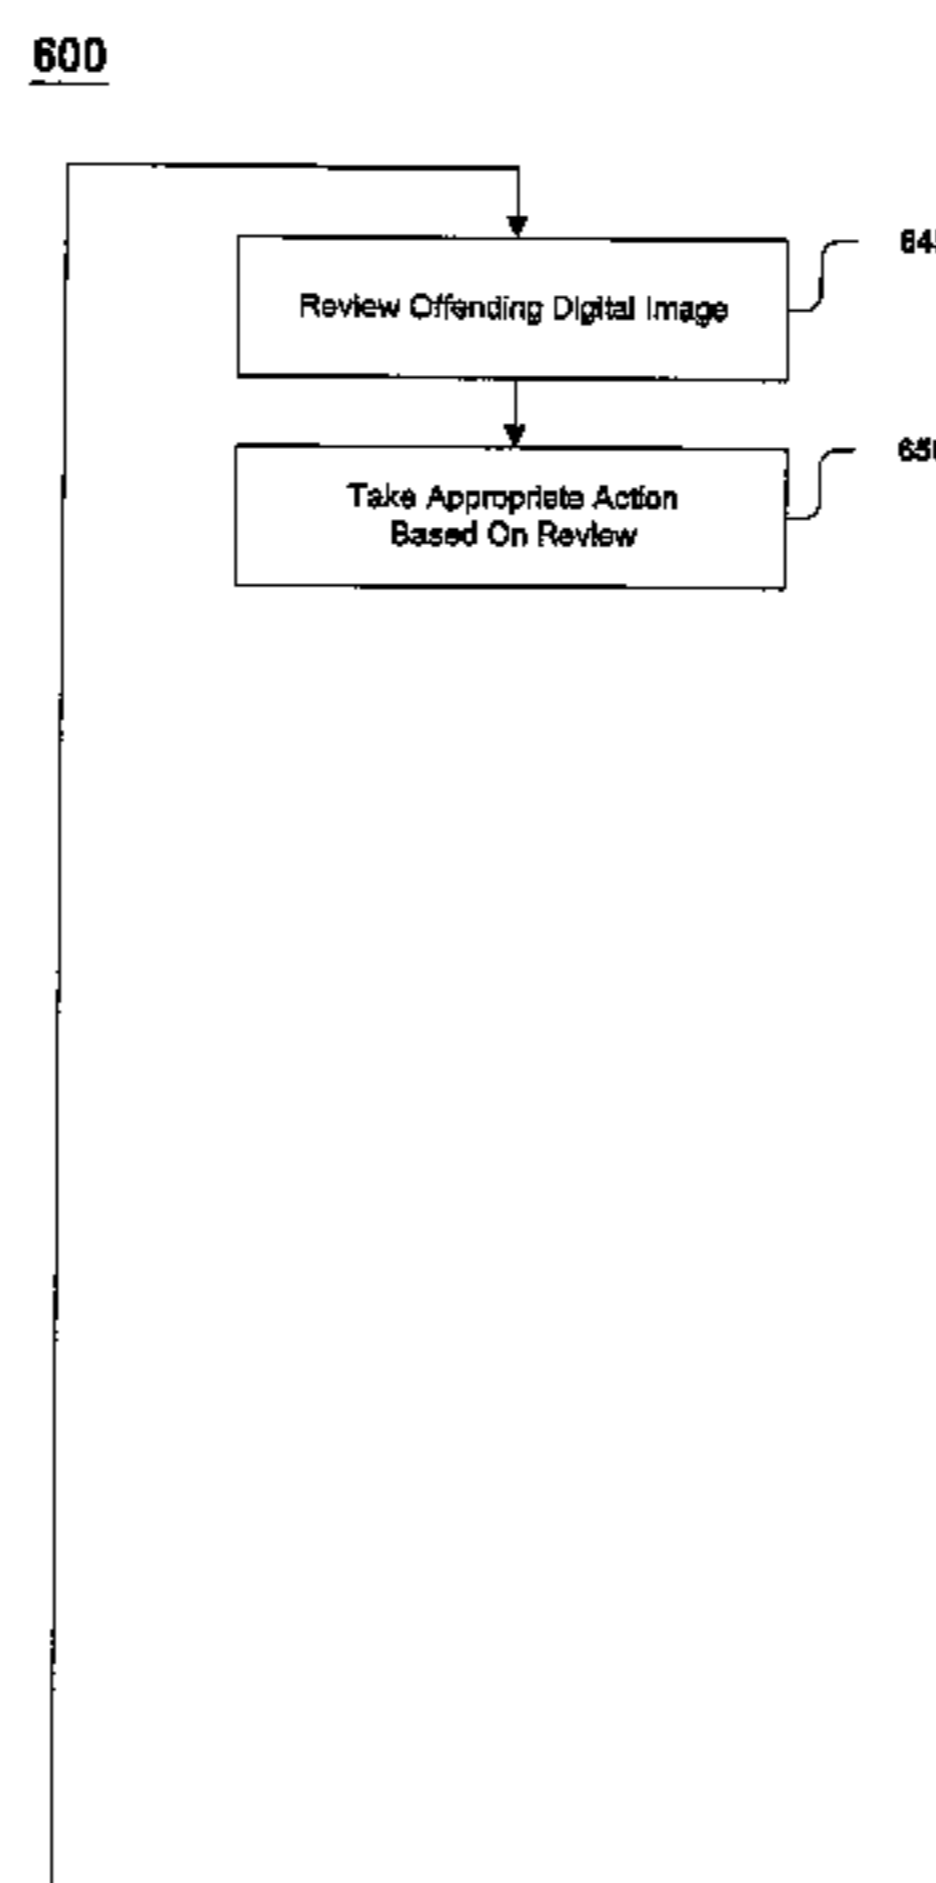 600
Review Offending Digital Image
Take Appropriate Action
Based On Review